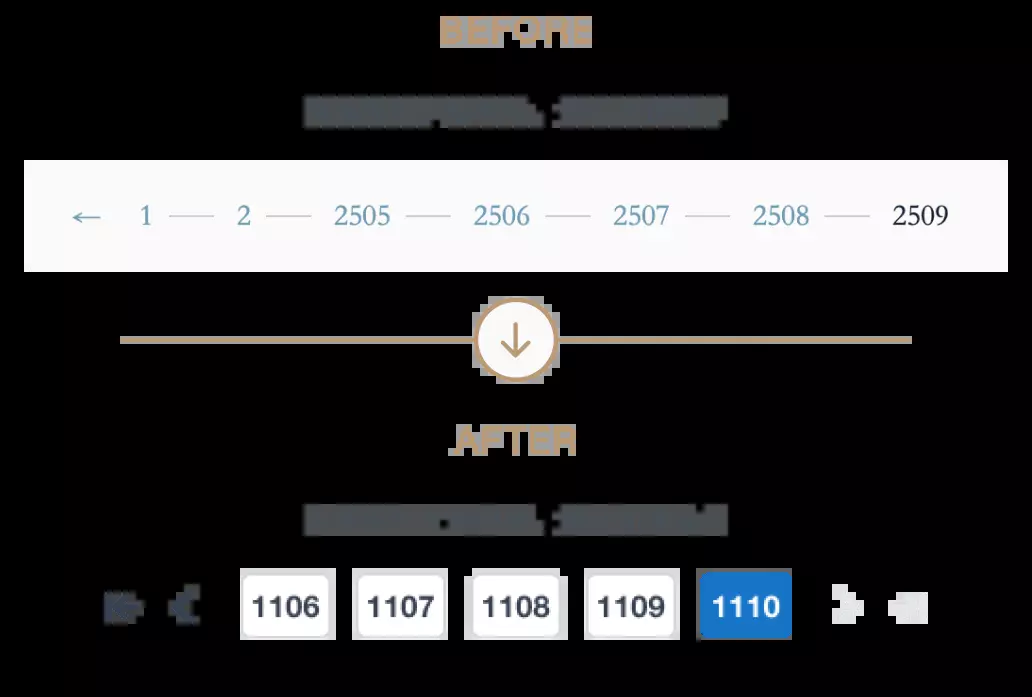 BEFORE
← 1 — 2 — 2505 — 2506 — 2507 — 2508 — 2509
↓
AFTER
1106 1107 1108 1109 1110